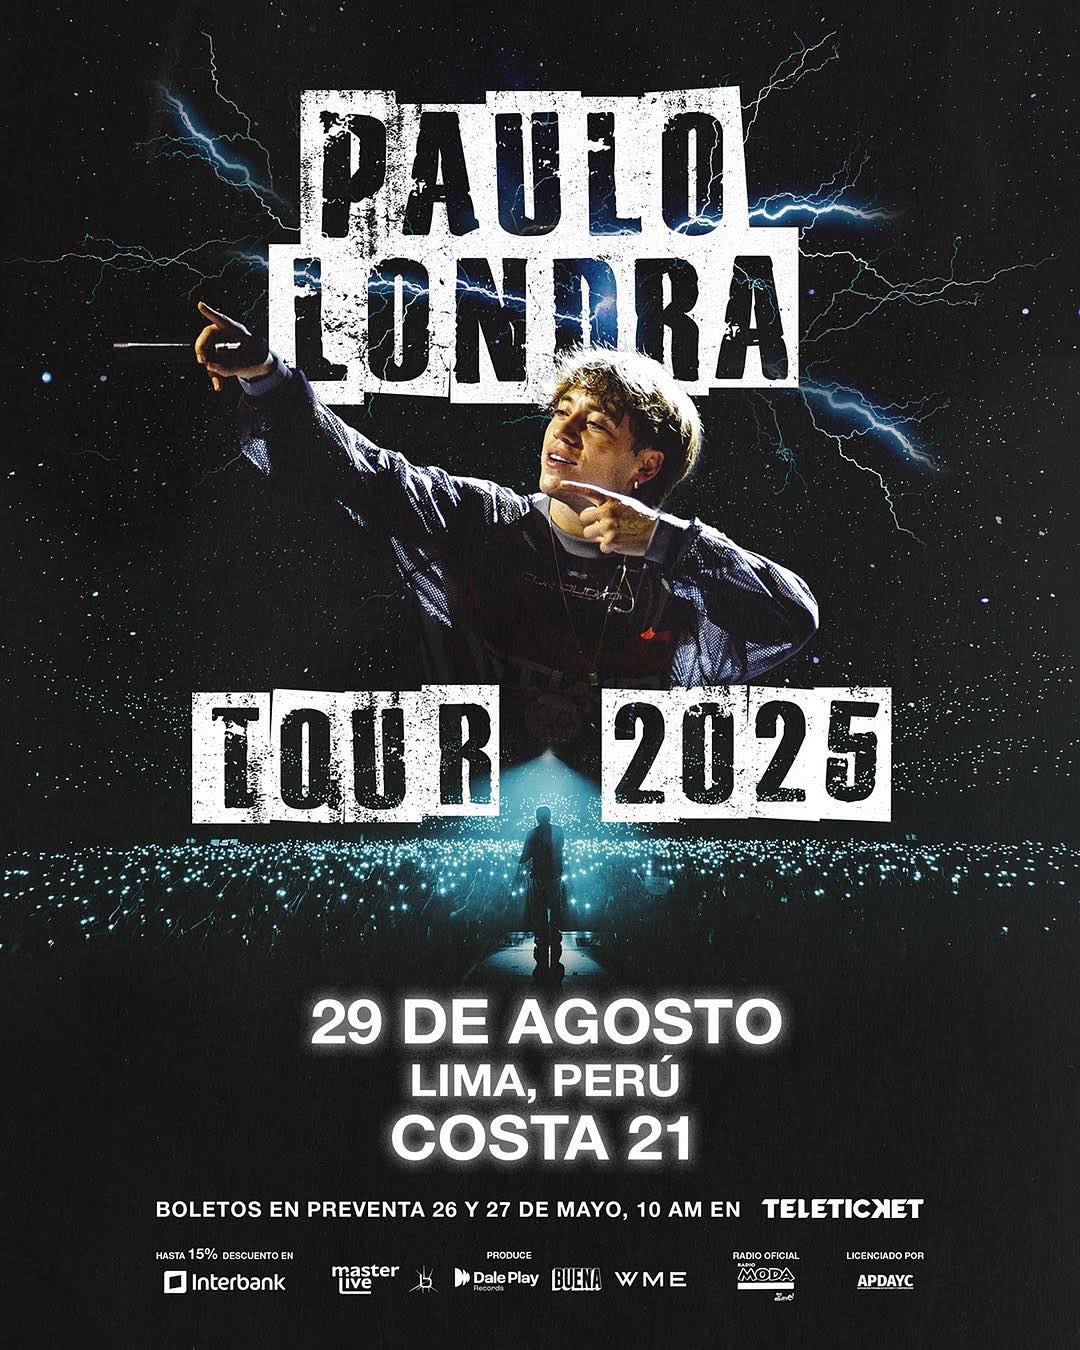 PAULO
LONDRA
TOUR 2025
29 DE AGOSTO
LIMA, PERÚ
COSTA 21
BOLETOS EN PREVENTA 26 Y 27 DE MAYO, 10 AM EN TELETICKET
HASTA 15% DESCUENTO EN
Interbank
master
live
PRODUCE
Dale Play
Records
BUENA
WME
RADIO OFICIAL
RADIO
MODA
LICENCIADO POR
APDAYC